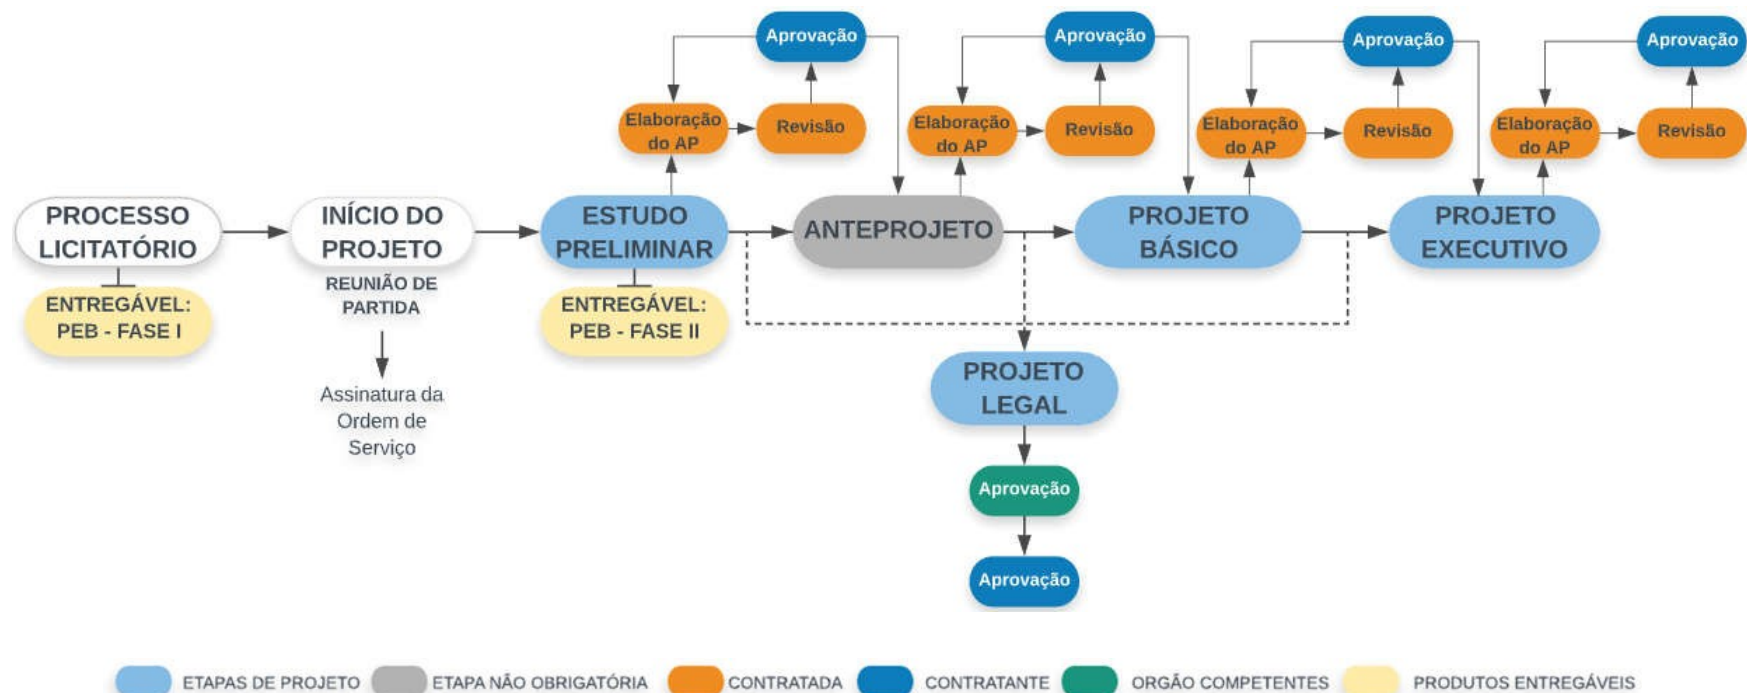 Aprovação
Aprovação
Aprovação
Aprovação
Elaboração
do AP
Revisão
Elaboração
do AP
Revisão
Elaboração
do AP
Revisão
Elaboração
do AP
Revisão
PROCESSO
LICITATÓRIO
INÍCIO DO
PROJETO
ESTUDO
PRELIMINAR
ANTEPROJETO
PROJETO
BÁSICO
PROJETO
EXECUTIVO
ENTREGÁVEL:
PEB - FASE I
REUNIÃO DE
PARTIDA
ENTREGÁVEL:
PEB - FASE II
Assinatura da
Ordem de
Serviço
PROJETO
LEGAL
Aprovação
Aprovação
ETAPAS DE PROJETO
ETAPA NÃO OBRIGATÓRIA
CONTRATADA
CONTRATANTE
ORGÃO COMPETENTES
PRODUTOS ENTREGÁVEIS